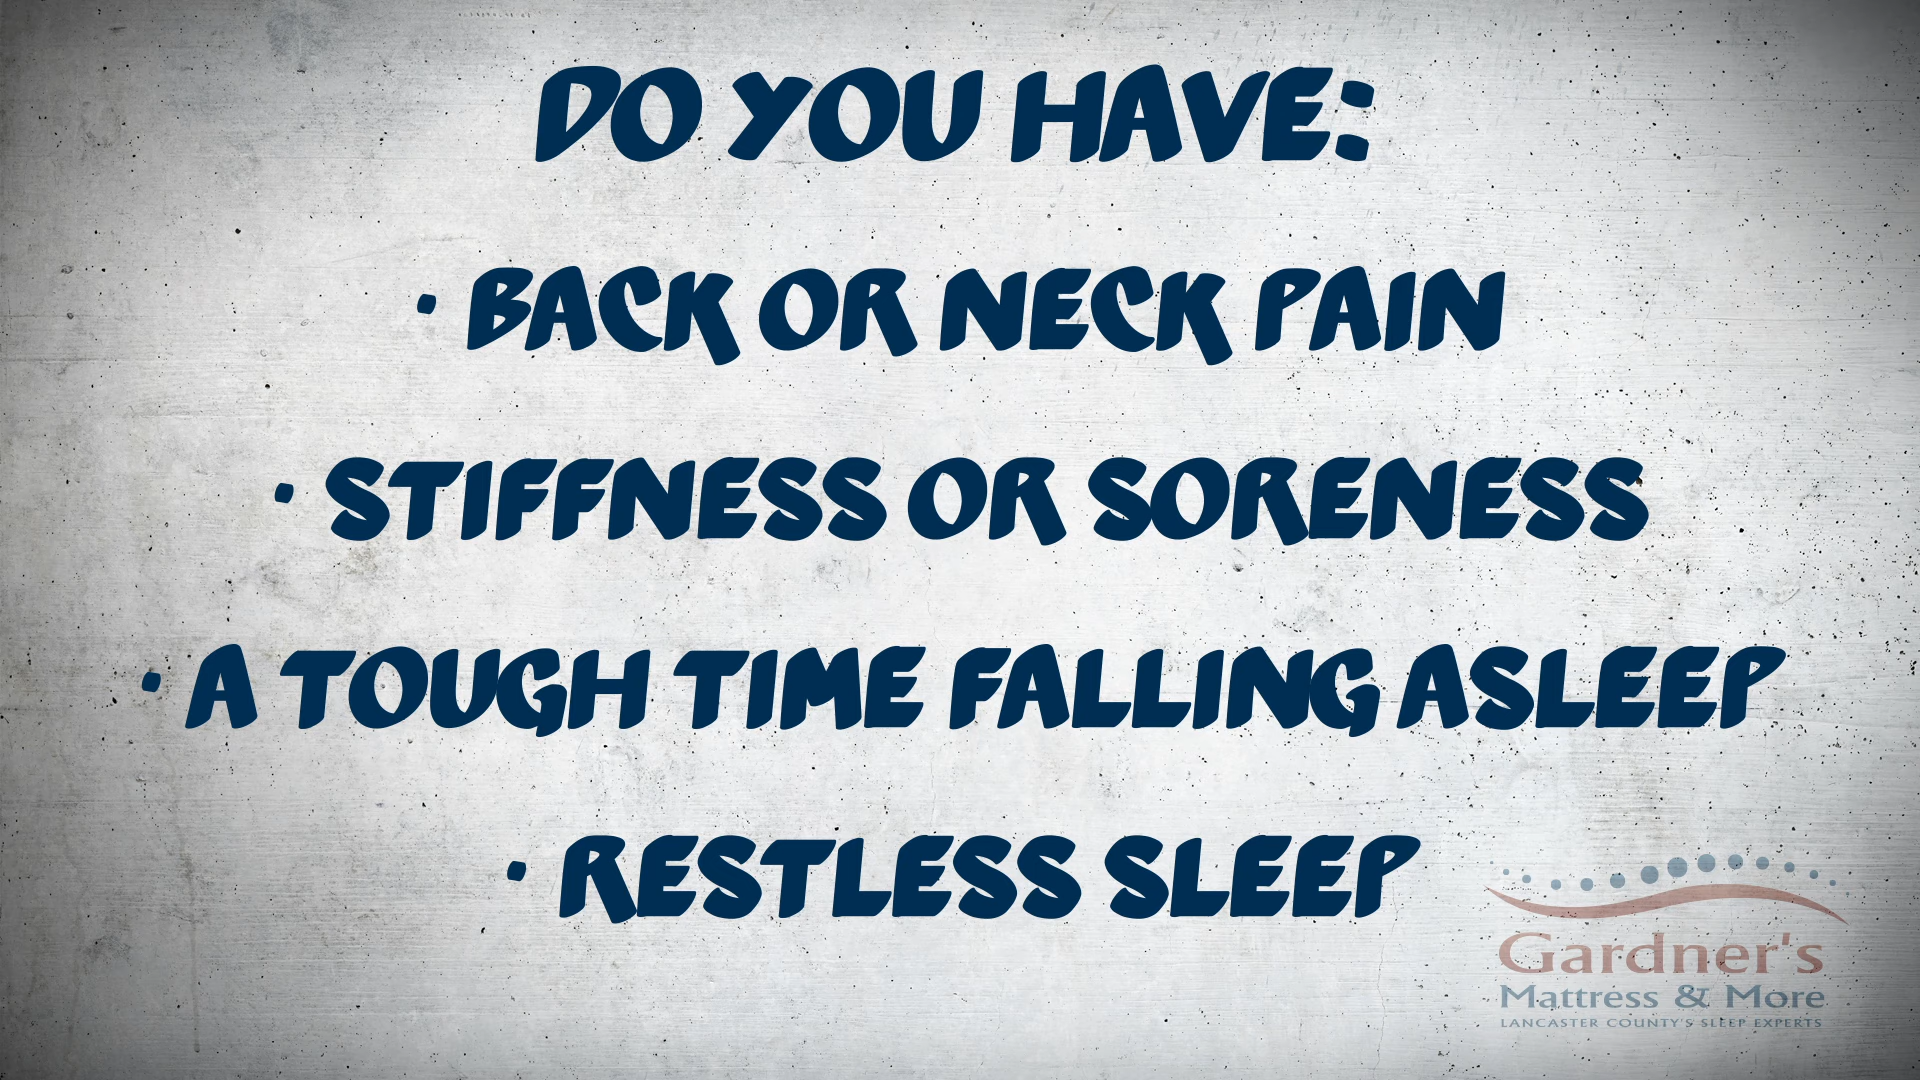 DO YOU HAVE:
· BACK OR NECK PAIN
· STIFFNESS OR SORENESS
· A TOUGH TIME FALLING ASLEEP
· RESTLESS SLEEP
Gardner's
Mattress & More
LANCASTER COUNTY'S SLEEP EXPERTS